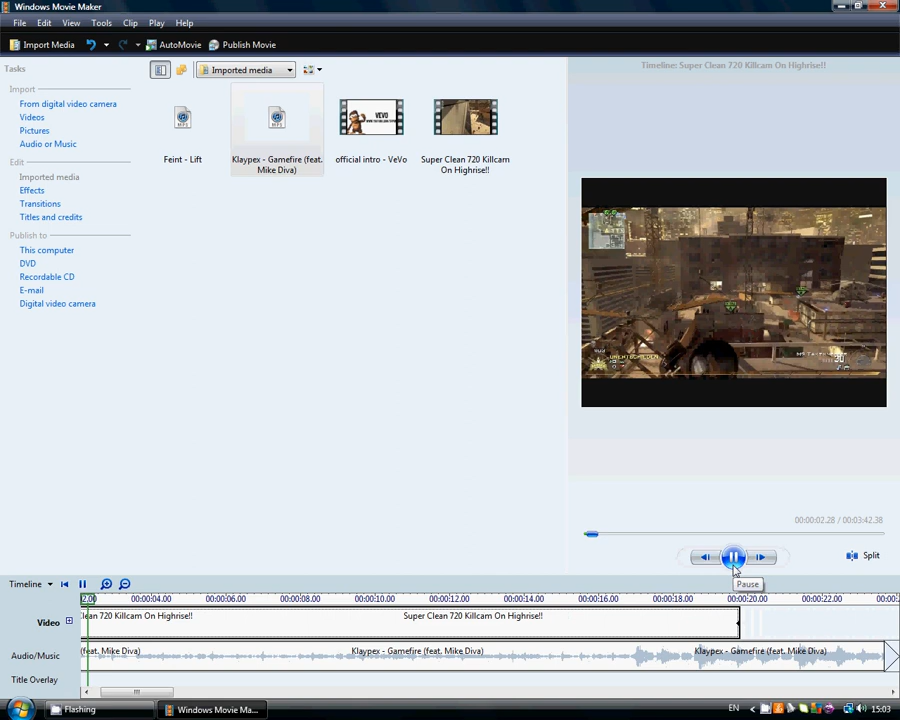 Windows Movie Maker
File Edit View Tools Clip Play Help
Import Media AutoMovie Publish Movie
Tasks
Imported media
Import
From digital video camera
Videos
Pictures
Audio or Music
Edit
Imported media
Effects
Transitions
Titles and credits
Publish to
This computer
DVD
Recordable CD
E-mail
Digital video camera
Feint - Lift
Klaypex - Gamefire (feat.
Mike Diva)
official intro - VeVo
Super Clean 720 Killcam
On Highrise!!
VEVO
Timeline: Super Clean 720 Killcam On Highrise!!
30
00:00:02.28 / 00:03:42.38
Split
Pause
Timeline
2.00 00:00:04.00 00:00:06.00 00:00:08.00 00:00:10.00 00:00:12.00 00:00:14.00 00:00:16.00 00:00:18.00 00:00:20.00 00:00:22.00 00:00:
Video
Clean 720 Killcam On Highrise!! Super Clean 720 Killcam On Highrise!!
Audio/Music
(feat. Mike Diva) Klaypex - Gamefire (feat. Mike Diva) Klaypex - Gamefire (feat. Mike Diva)
Title Overlay
Flashing
Windows Movie Ma...
EN
15:03